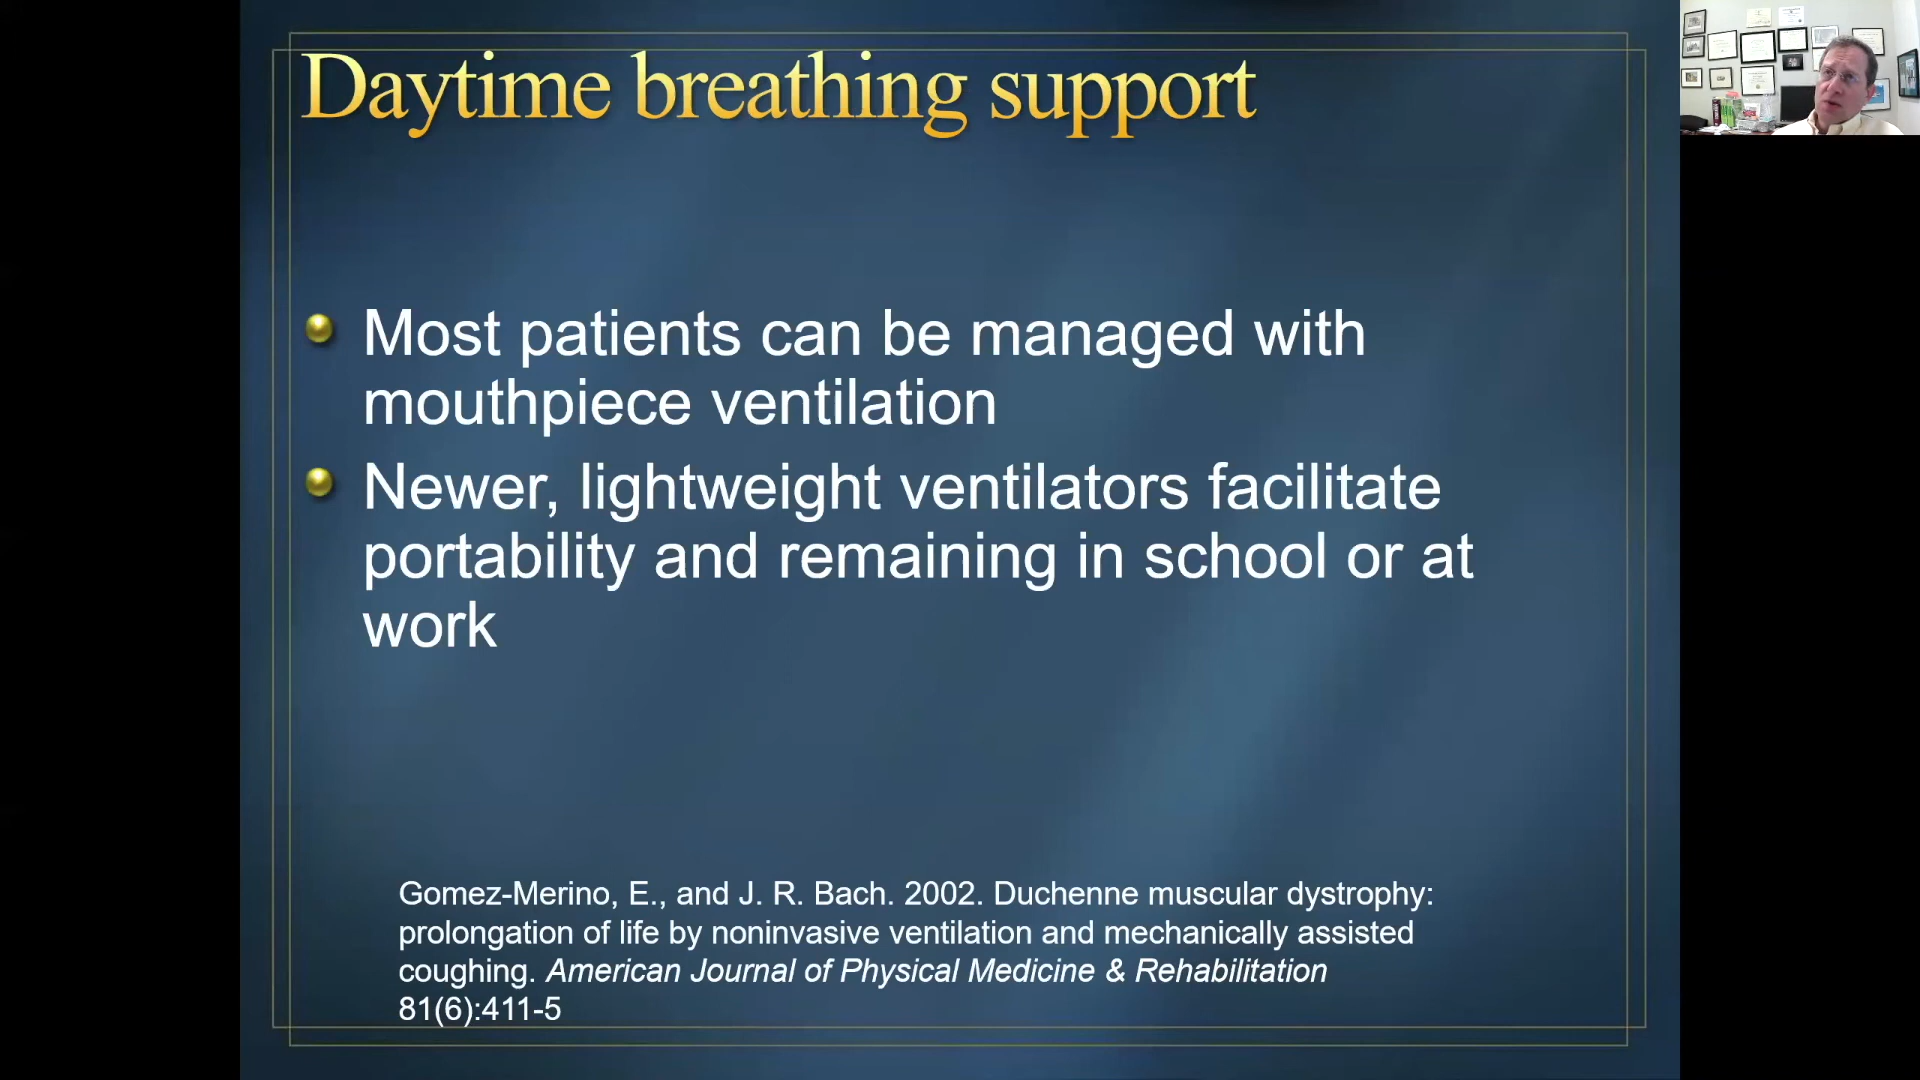 Daytime breathing support
Most patients can be managed with
mouthpiece ventilation
Newer, lightweight ventilators facilitate
portability and remaining in school or at
work
Gomez-Merino, E., and J. R. Bach. 2002. Duchenne muscular dystrophy:
prolongation of life by noninvasive ventilation and mechanically assisted
coughing. American Journal of Physical Medicine & Rehabilitation
81(6):411-5